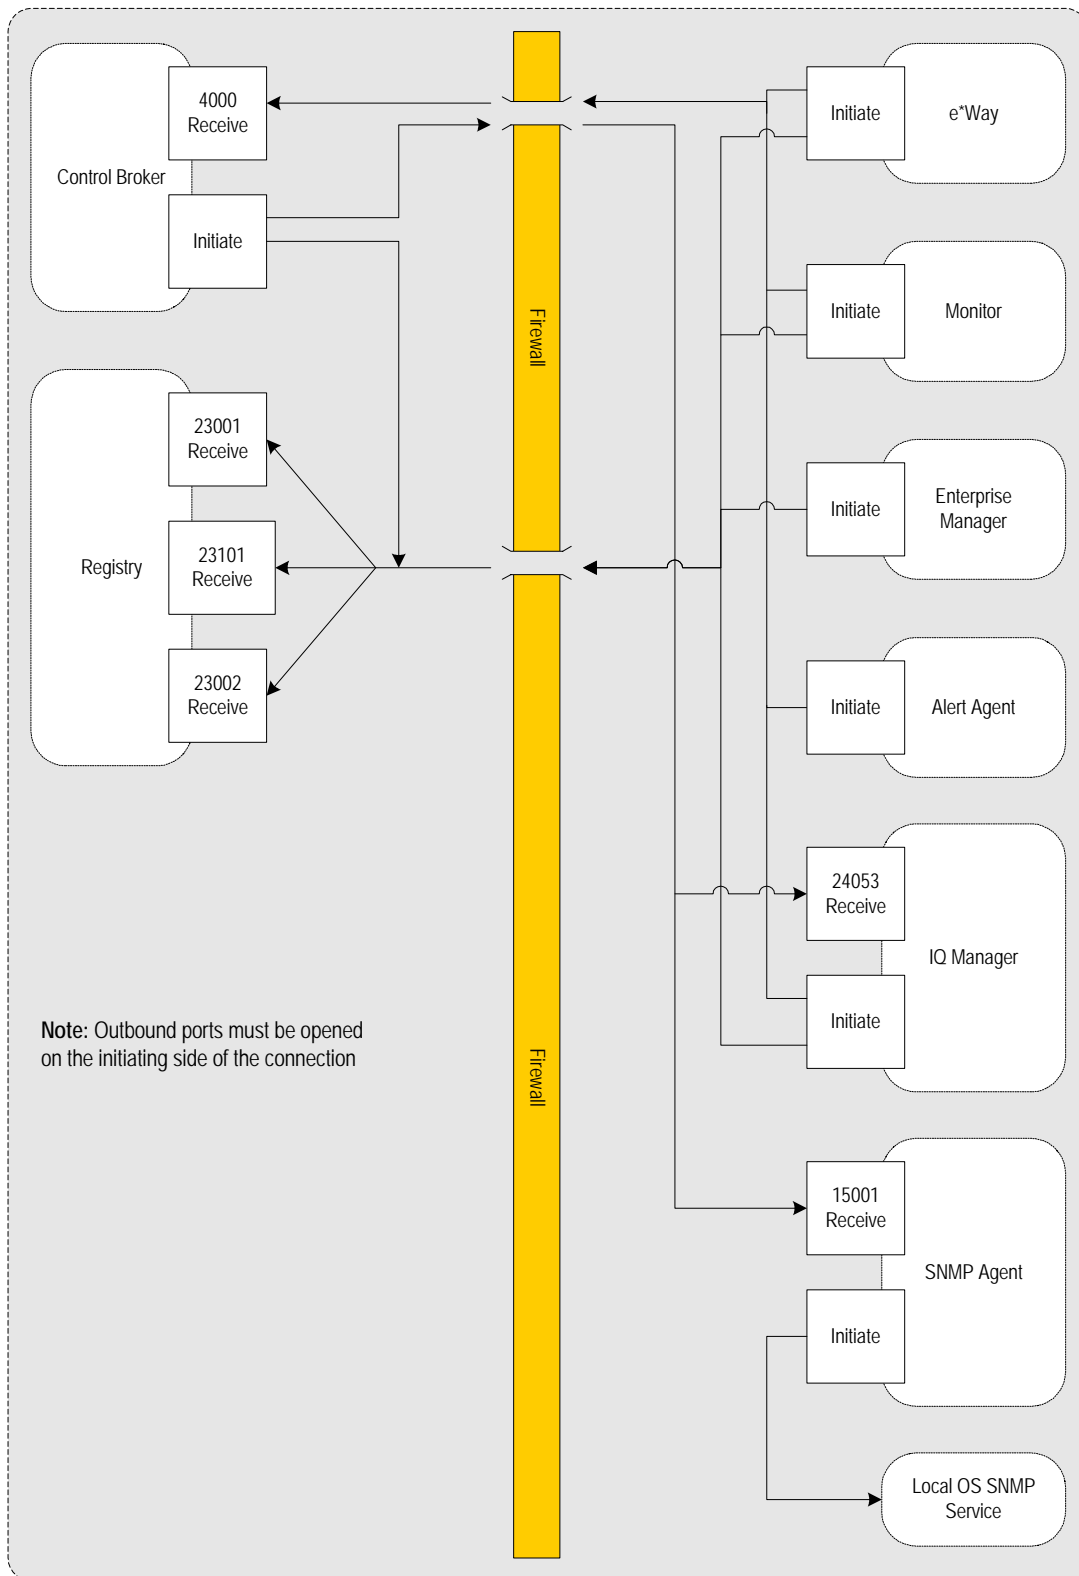 4000
Receive
Control Broker
Initiate
23001
Receive
23101
Receive
Registry
23002
Receive
Note: Outbound ports must be opened
on the initiating side of the connection
Firewall
Firewall
Initiate
e*Way
Initiate
Monitor
Initiate
Enterprise
Manager
Initiate
Alert Agent
24053
Receive
IQ Manager
Initiate
15001
Receive
SNMP Agent
Initiate
Local OS SNMP
Service